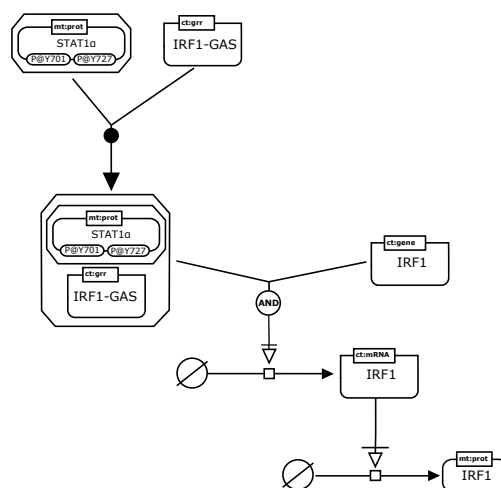 mt:prot
STAT1α
P@Y701
P@Y727
ct:grr
IRF1-GAS
mt:prot
STAT1α
P@Y701
P@Y727
ct:grr
IRF1-GAS
ct:gene
IRF1
AND
ct:mRNA
IRF1
mt:prot
IRF1